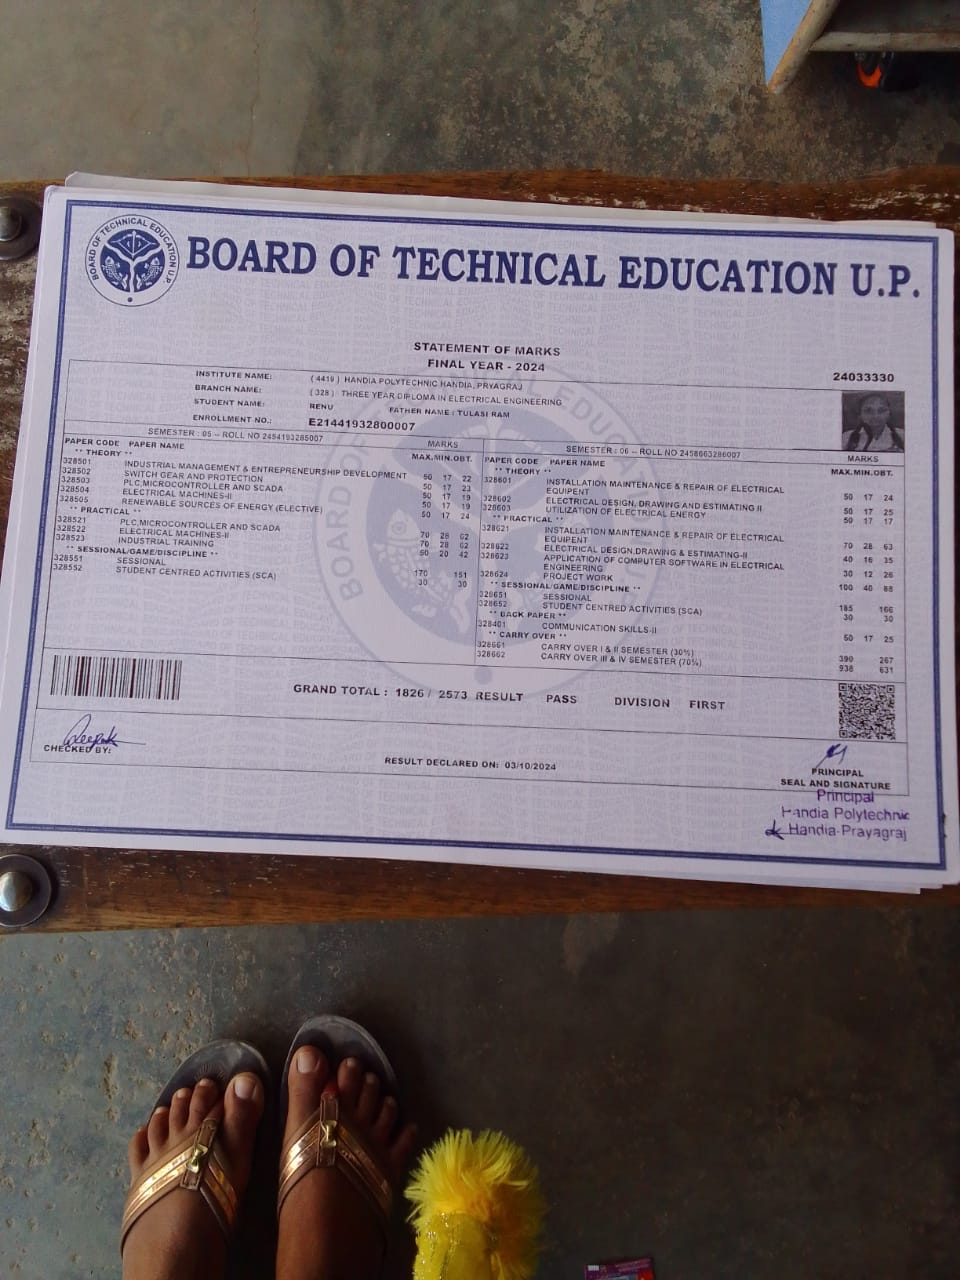 BOARD OF TECHNICAL EDUCATION U.P.
BOARD OF TECHNICAL EDUCATION U.P.
STATEMENT OF MARKS
FINAL YEAR - 2024
24033330
INSTITUTE NAME: ( 4419 ) HANDIA POLYTECHNIC HANDIA, PRYAGRAJ
BRANCH NAME: ( 328 ) THREE YEAR DIPLOMA IN ELECTRICAL ENGINEERING
STUDENT NAME: RENU FATHER NAME : TULASI RAM
ENROLLMENT NO.: E21441932800007
SEMESTER : 05 -- ROLL NO 2454193285007
PAPER CODE PAPER NAME MARKS
MAX.MIN.OBT.
** THEORY **
328501 INDUSTRIAL MANAGEMENT & ENTREPRENEURSHIP DEVELOPMENT 50 17 22
328502 SWITCH GEAR AND PROTECTION 50 17 23
328503 PLC,MICROCONTROLLER AND SCADA 50 17 19
328504 ELECTRICAL MACHINES-II 50 17 19
328505 RENEWABLE SOURCES OF ENERGY (ELECTIVE) 50 17 24
** PRACTICAL **
328521 PLC,MICROCONTROLLER AND SCADA 70 28 62
328522 ELECTRICAL MACHINES-II 70 28 62
328523 INDUSTRIAL TRAINING 50 20 42
** SESSIONAL/GAME/DISCIPLINE **
328551 SESSIONAL 170 151
328552 STUDENT CENTRED ACTIVITIES (SCA) 30 30
SEMESTER : 06 -- ROLL NO 2458663286007
PAPER CODE PAPER NAME MARKS
MAX.MIN.OBT.
** THEORY **
328601 INSTALLATION MAINTENANCE & REPAIR OF ELECTRICAL
EQUIPENT 50 17 24
328602 ELECTRICAL DESIGN, DRAWING AND ESTIMATING II 50 17 25
328603 UTILIZATION OF ELECTRICAL ENERGY 50 17 17
** PRACTICAL **
328621 INSTALLATION MAINTENANCE & REPAIR OF ELECTRICAL
EQUIPENT 70 28 63
328622 ELECTRICAL DESIGN,DRAWING & ESTIMATING-II 40 16 35
328623 APPLICATION OF COMPUTER SOFTWARE IN ELECTRICAL
ENGINEERING 30 12 26
328624 PROJECT WORK 100 40 88
** SESSIONAL/GAME/DISCIPLINE **
328651 SESSIONAL 185 166
328652 STUDENT CENTRED ACTIVITIES (SCA) 30 30
** BACK PAPER **
328401 COMMUNICATION SKILLS-II 50 17 25
** CARRY OVER **
328661 CARRY OVER I & II SEMESTER (30%) 390 267
328662 CARRY OVER III & IV SEMESTER (70%) 938 631
GRAND TOTAL : 1826 / 2573 RESULT PASS DIVISION FIRST
Deepak
CHECKED BY:
RESULT DECLARED ON: 03/10/2024
PRINCIPAL
SEAL AND SIGNATURE
Principal
Handia Polytechnic
Handia-Prayagraj